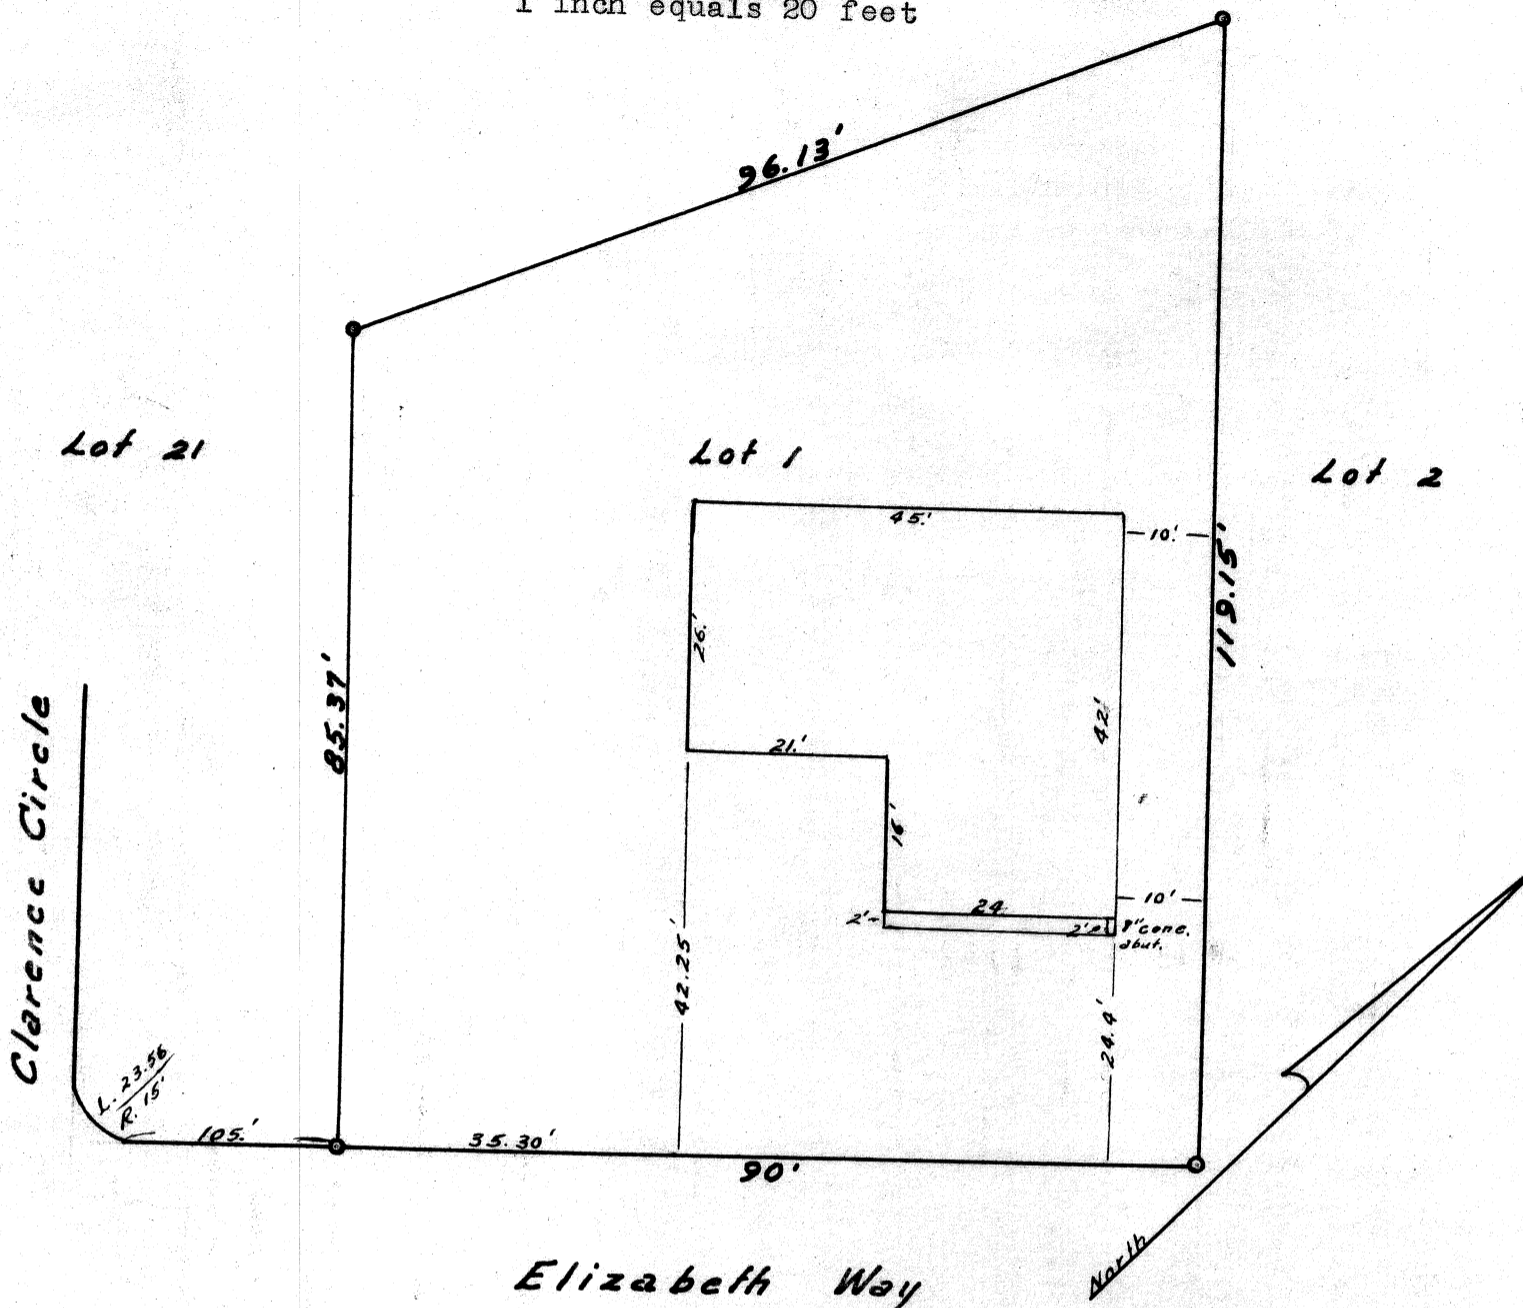 1 inch equals 20 feet
96.13'
Lot 21
Lot 1
Lot 2
45.'
10.'
119.15'
26.'
85.37'
42'
21.'
Clarence Circle
16'
10'
24.
2'
2'
8" conc.
abut.
42.25'
24.4'
L. 23.56
R. 15'
105.'
35.30'
90'
North
Elizabeth Way